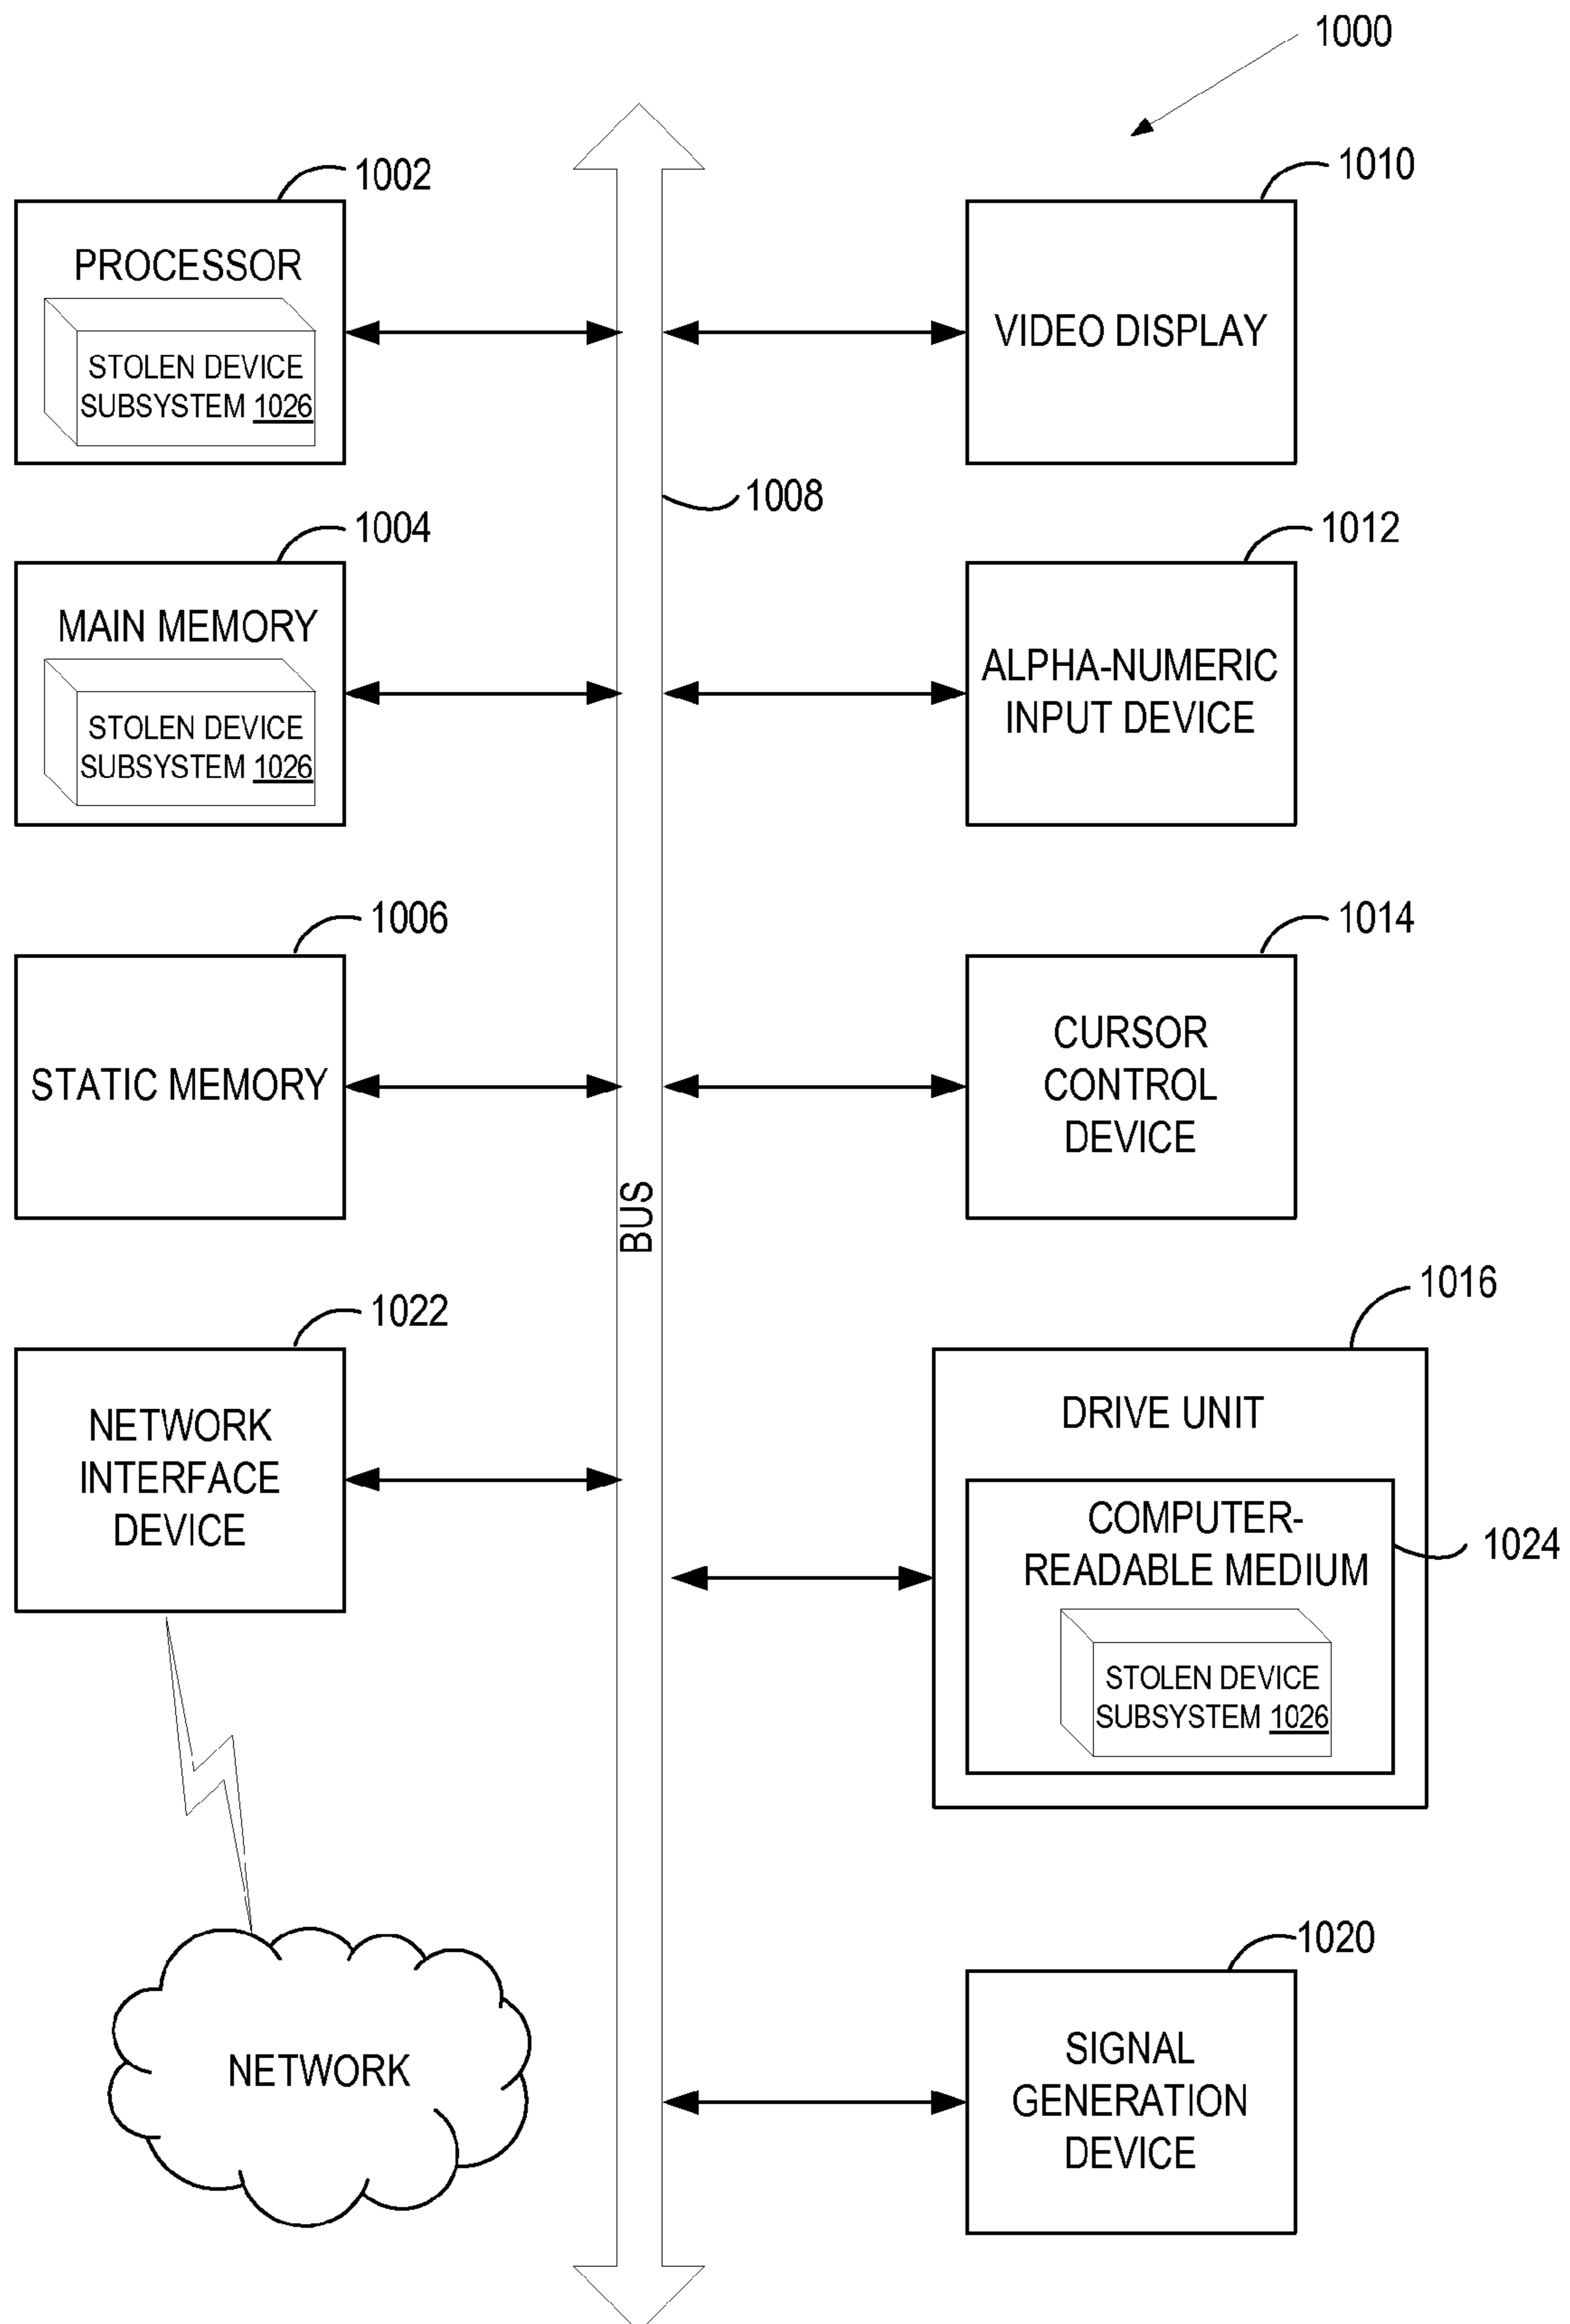 1000
1002
PROCESSOR
STOLEN DEVICE
SUBSYSTEM 1026
1010
VIDEO DISPLAY
1008
1004
MAIN MEMORY
STOLEN DEVICE
SUBSYSTEM 1026
1012
ALPHA-NUMERIC
INPUT DEVICE
1006
STATIC MEMORY
1014
CURSOR
CONTROL
DEVICE
BUS
1022
NETWORK
INTERFACE
DEVICE
1016
DRIVE UNIT
COMPUTER-
READABLE MEDIUM
1024
STOLEN DEVICE
SUBSYSTEM 1026
NETWORK
1020
SIGNAL
GENERATION
DEVICE